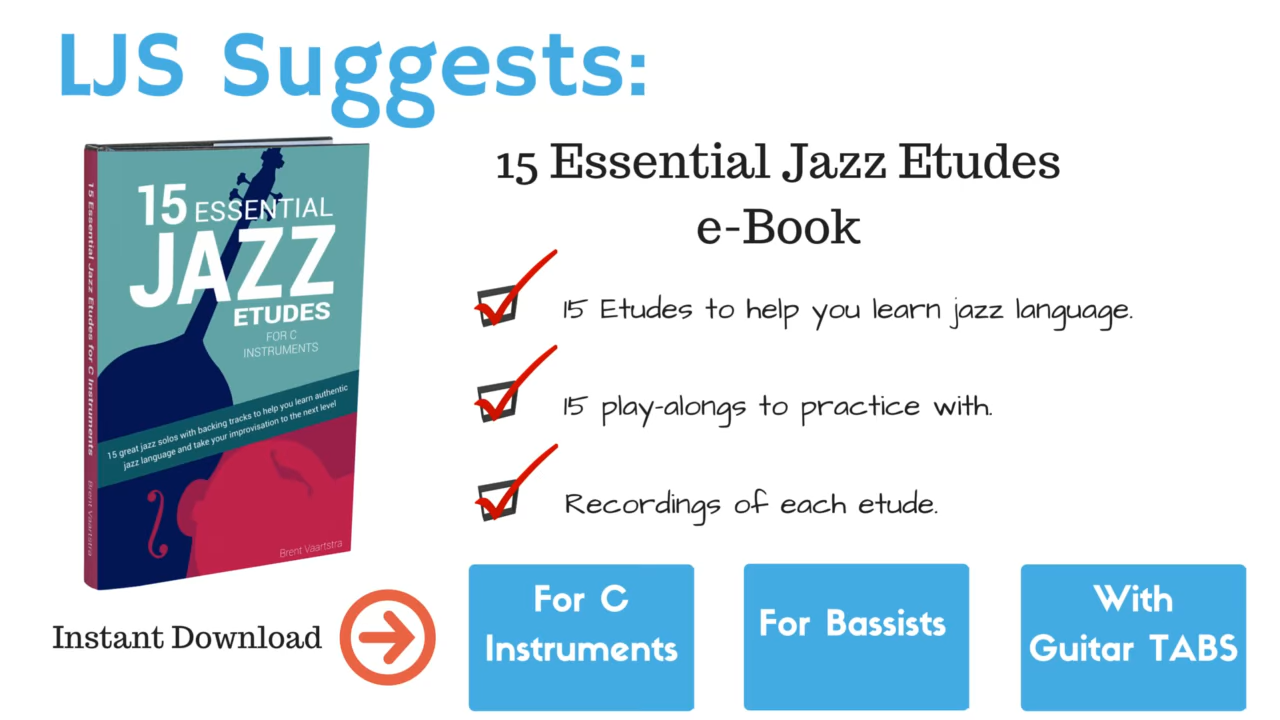 LJS Suggests:
15 Essential Jazz Etudes for C Instruments
Brent Vaartstra
15 ESSENTIAL
JAZZ
ETUDES
FOR C
INSTRUMENTS
15 great jazz solos with backing tracks to help you learn authentic
jazz language and take your improvisation to the next level
Brent Vaartstra
15 Essential Jazz Etudes
e-Book
15 Etudes to help you learn jazz language.
15 play-alongs to practice with.
Recordings of each etude.
Instant Download
For C
Instruments
For Bassists
With
Guitar TABS